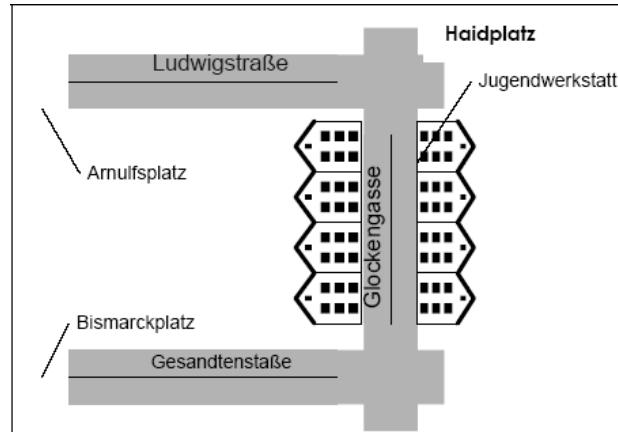 Haidplatz
Ludwigstraße
Jugendwerkstatt
Arnulfsplatz
Glockengasse
Bismarckplatz
Gesandtenstaße